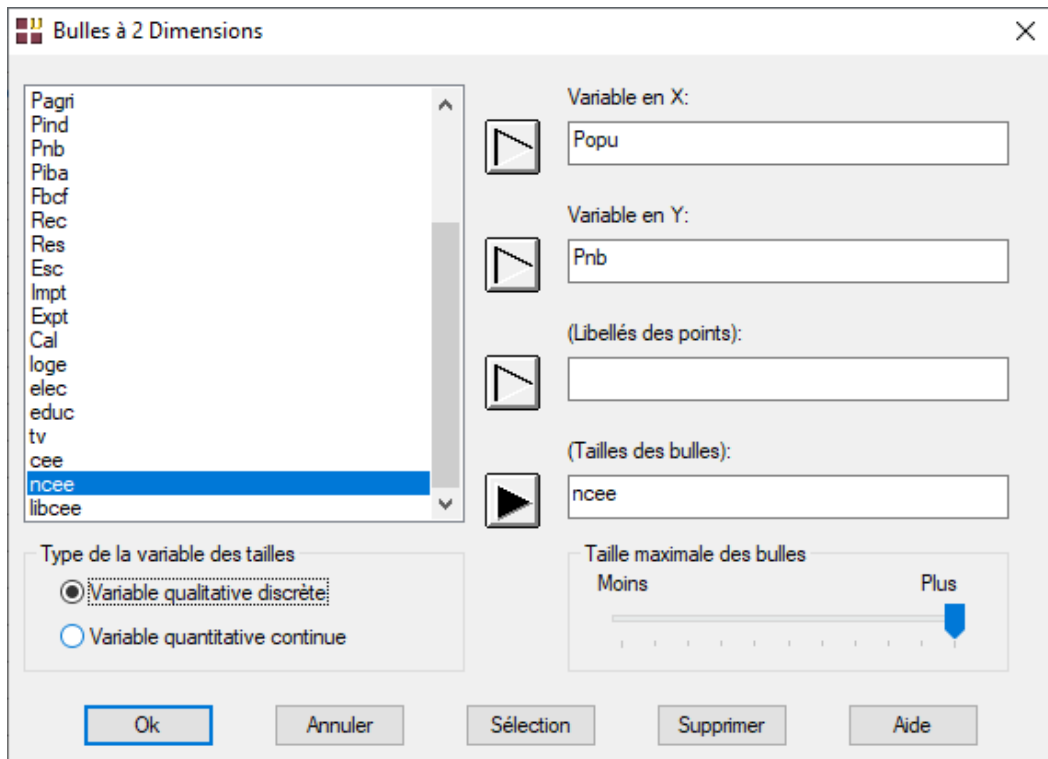 Bulles à 2 Dimensions
Pagri
Pind
Pnb
Piba
Fbcf
Rec
Res
Esc
Impt
Expt
Cal
loge
elec
educ
tv
cee
ncee
libcee
Variable en X:
Popu
Variable en Y:
Pnb
(Libellés des points):
(Tailles des bulles):
ncee
Type de la variable des tailles
Variable qualitative discrète
Variable quantitative continue
Taille maximale des bulles
Moins Plus
Ok Annuler Sélection Supprimer Aide